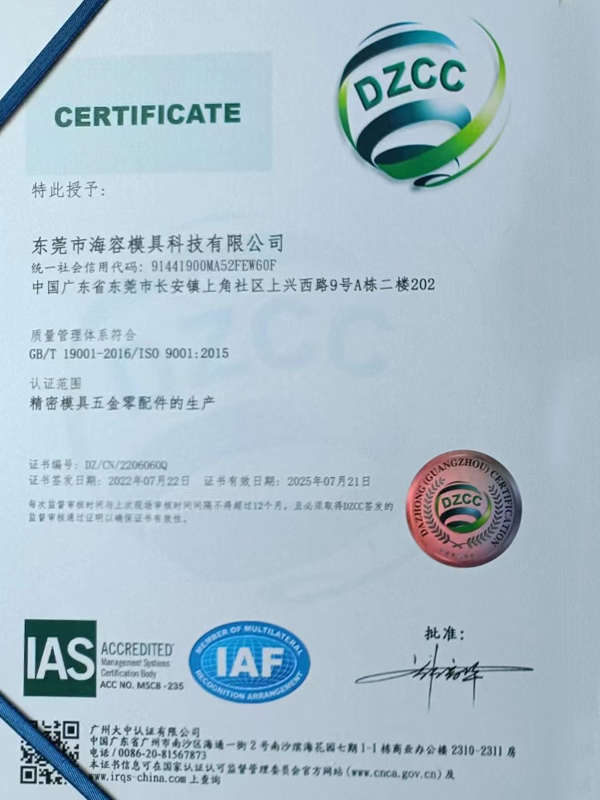 CERTIFICATE
DZCC
特此授予：
东莞市海容模具科技有限公司
统一社会信用代码：91441900MA52FEW60F
中国广东省东莞市长安镇上角社区上兴西路9号A栋二楼202
质量管理体系符合
GB/T 19001-2016/ISO 9001:2015
认证范围
精密模具五金零配件的生产
证书编号：DZ/CN/2206060Q
证书签发日期：2022年07月22日 证书有效日期：2025年07月21日
每次监督审核时间与上次现场审核时间间隔不得超过12个月，且必须取得DZCC签发的
监督审核通过证明以确保证书有效性。
DAZHONG (GUANGZHOU) CERTIFICATION
DZCC
IAS
ACCREDITED
Management Systems
Certification Body
ACC NO. MSCB-235
MEMBER OF MULTILATERAL
IAF
RECOGNITION ARRANGEMENT
批准：
广州大中认证有限公司
中国广东省广州市南沙区海通一街2号南沙滨海花园七期1-1栋商业办公楼2310-2311房
电话/0086-20-81567873
本证书信息可在国家认证认可监督管理委员会官方网站(www.cnca.gov.cn)及
www.irqs-china.com上查询